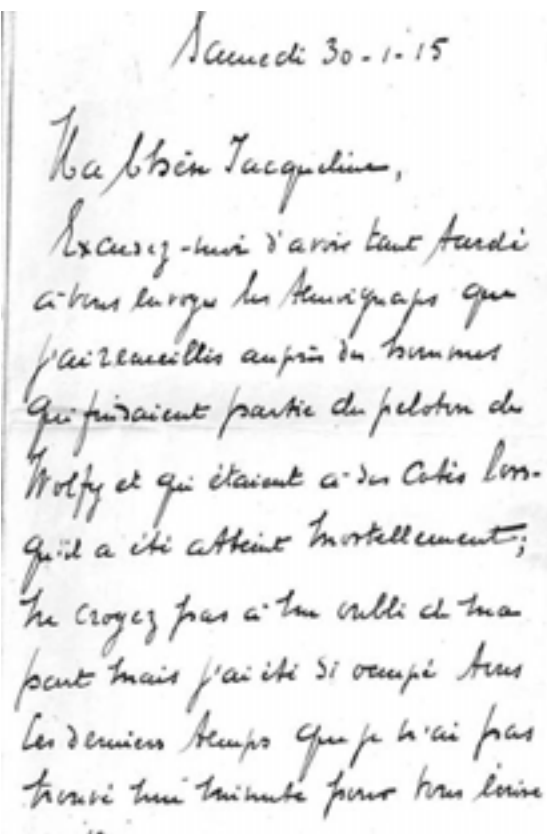 Samedi 30-1-15
Ma Chère Jacqueline,
Excusez-moi d'avoir tant tardé
à vous envoyer les témoignages que
j'ai recueillis auprès des hommes
qui faisaient partie du peloton de
Wolfy et qui étaient à ses cotés lors-
qu'il a été atteint mortellement;
Ne croyez pas à un oubli de ma
part mais j'ai été si occupé tous
ces derniers temps que je n'ai pas
trouvé une minute pour vous écrire